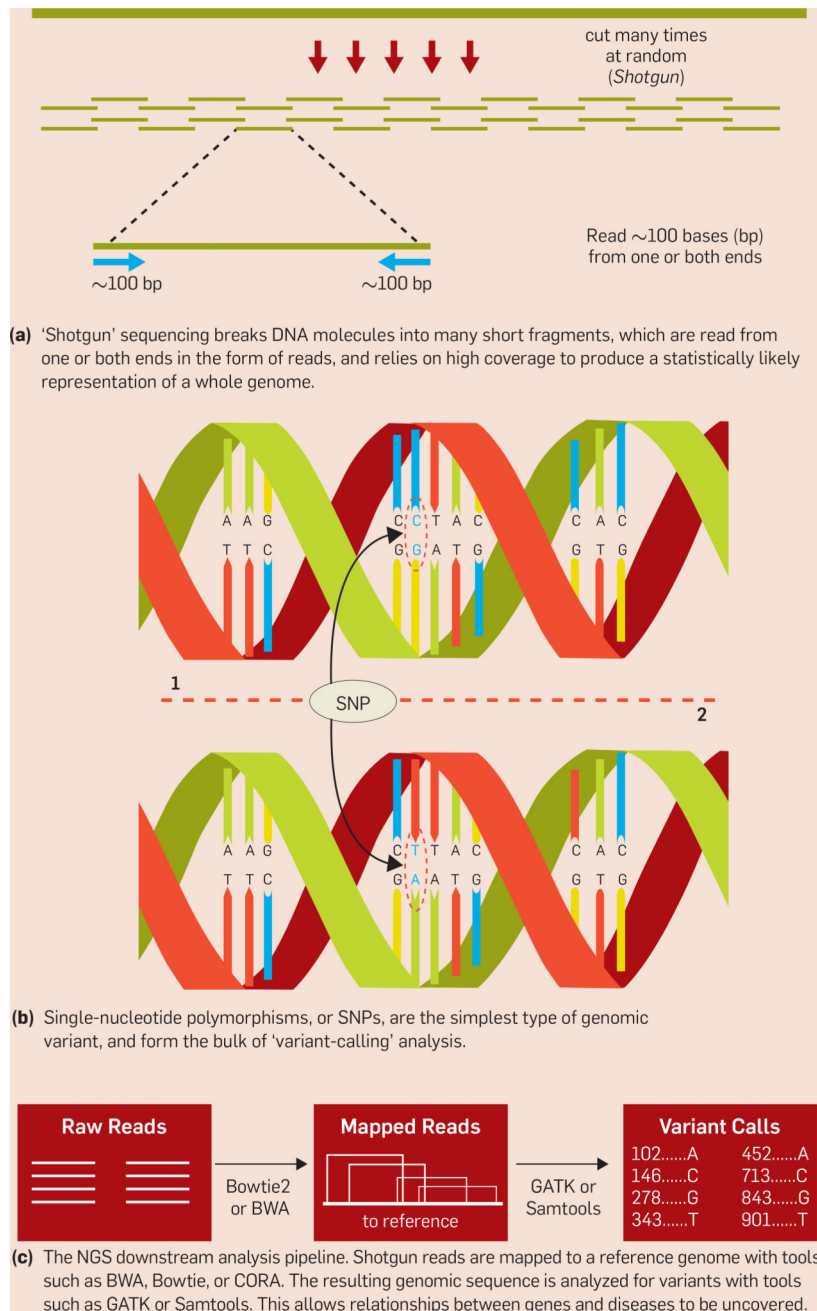 cut many times
at random
(Shotgun)
Read ~100 bases (bp)
from one or both ends
~100 bp
~100 bp
(a) ‘Shotgun’ sequencing breaks DNA molecules into many short fragments, which are read from
one or both ends in the form of reads, and relies on high coverage to produce a statistically likely
representation of a whole genome.
A A G C C T A C C A C
T T C G G A T G G T G
1
SNP
2
A A G C T T A C C A C
T T C G A A T G G T G
(b) Single-nucleotide polymorphisms, or SNPs, are the simplest type of genomic
variant, and form the bulk of ‘variant-calling’ analysis.
Raw Reads
Bowtie2
or BWA
Mapped Reads
to reference
GATK or
Samtools
Variant Calls
102......A 452......A
146......C 713......C
278......G 843......G
343......T 901......T
(c) The NGS downstream analysis pipeline. Shotgun reads are mapped to a reference genome with tools
such as BWA, Bowtie, or CORA. The resulting genomic sequence is analyzed for variants with tools
such as GATK or Samtools. This allows relationships between genes and diseases to be uncovered.